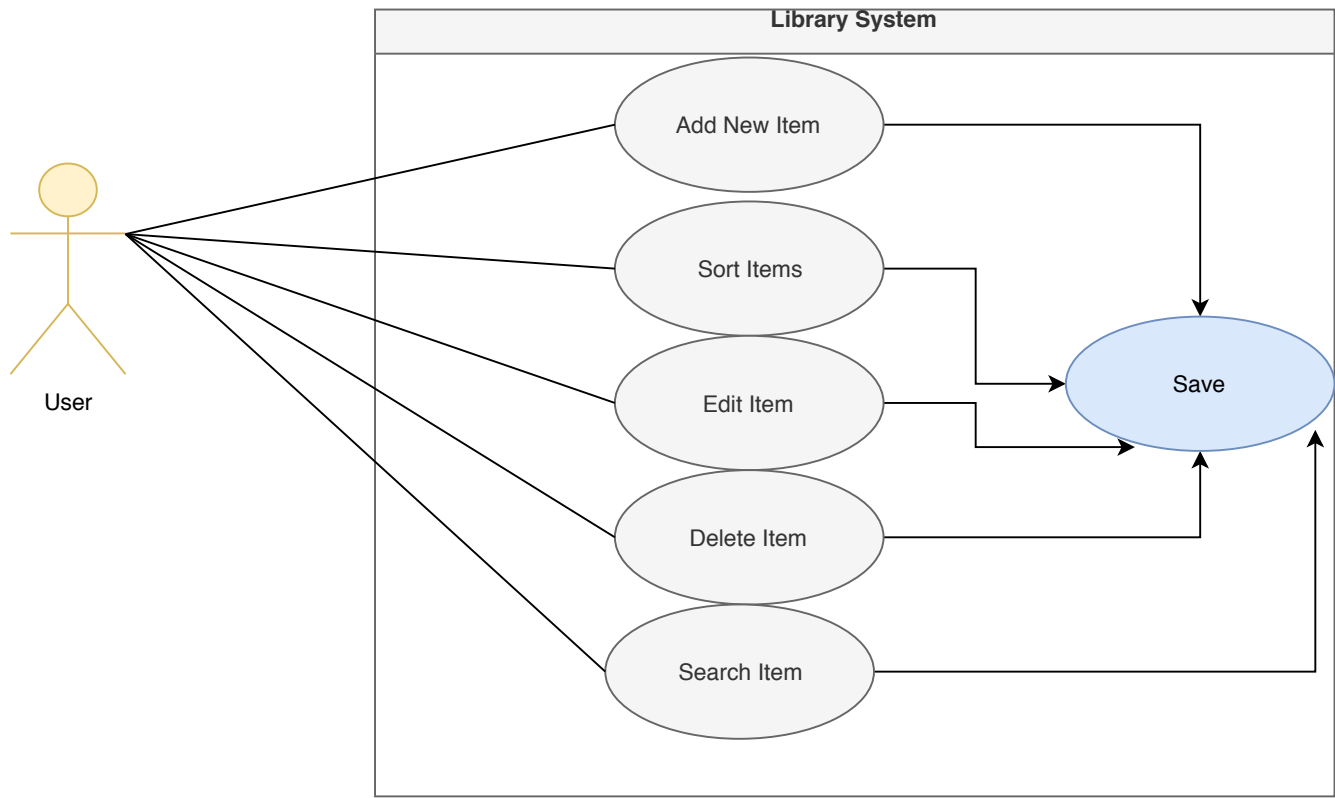 Library System
Add New Item
Sort Items
Edit Item
Save
User
Delete Item
Search Item